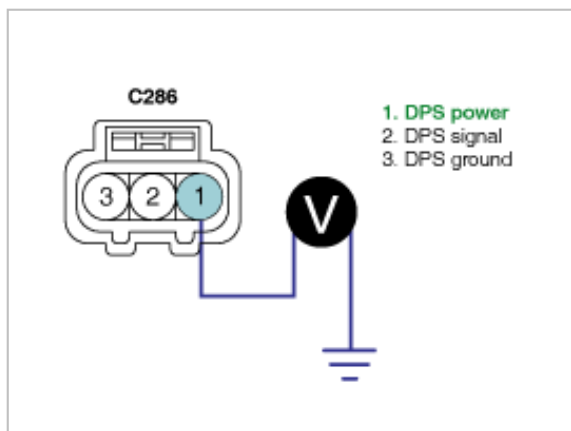 C286
1. DPS power
2. DPS signal
3. DPS ground
3 2 1
V